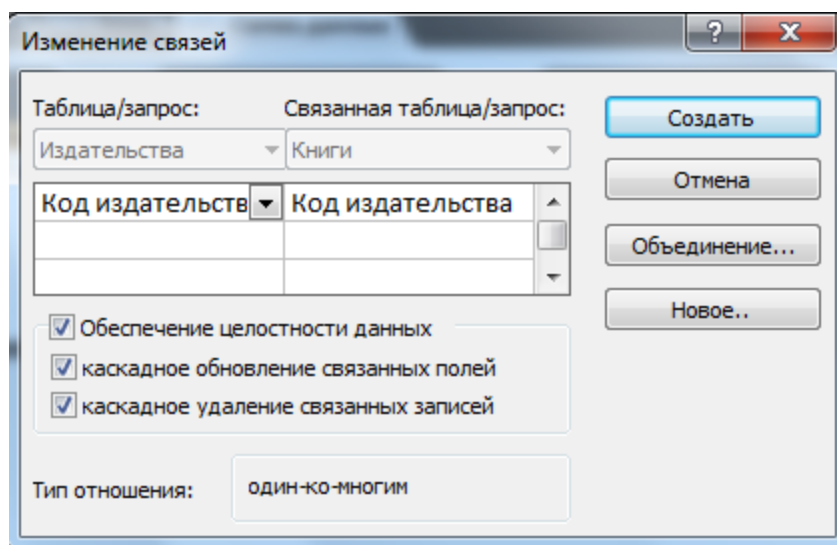 Изменение связей
Таблица/запрос: Связанная таблица/запрос:
Издательства Книги
Код издательств Код издательства
Обеспечение целостности данных
каскадное обновление связанных полей
каскадное удаление связанных записей
Тип отношения: один-ко-многим
Создать
Отмена
Объединение...
Новое..